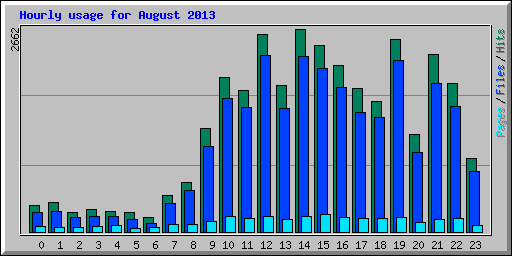 Hourly usage for August 2013
2662
Pages/Files/Hits
0 1 2 3 4 5 6 7 8 9 10 11 12 13 14 15 16 17 18 19 20 21 22 23